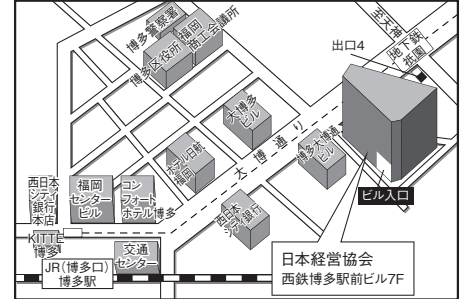 博多警察署
福岡
商工会議所
博多区役所
至天神
地下鉄
祇園
出口4
大博多
ビル
大博通り
博多大博通
ビル
ホテル日航
福岡
西日本
シティ銀行
ビル入口
西日本
シティ
銀行
本店
福岡
センター
ビル
コン
フォート
ホテル博多
KITTE
博多
交通
センター
JR(博多口)
博多駅
日本経営協会
西鉄博多駅前ビル7F